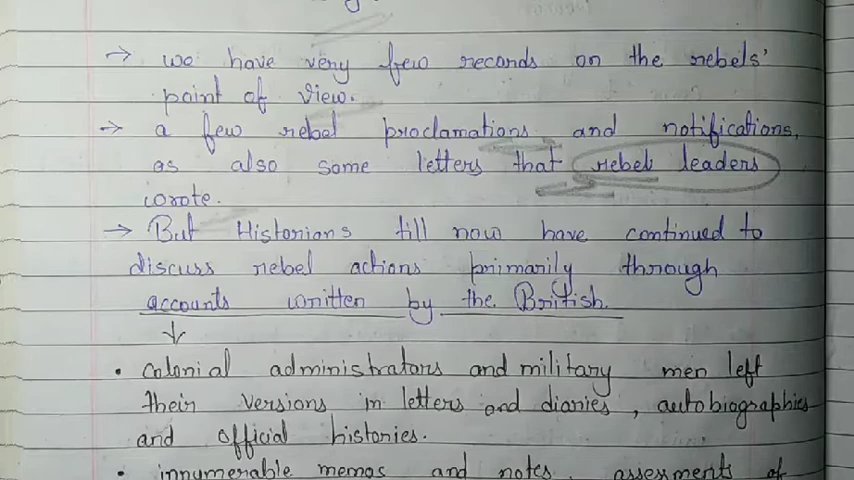 → we have very few records on the rebels'
point of view.
→ a few rebel proclamations and notifications,
as also some letters that rebel leaders
wrote.
→ But Historians till now have continued to
discuss rebel actions primarily through
accounts written by the British.
↓
• colonial administrators and military men left
their versions in letters and diaries, autobiographies
and official histories.
• innumerable memos and notes, assesments of